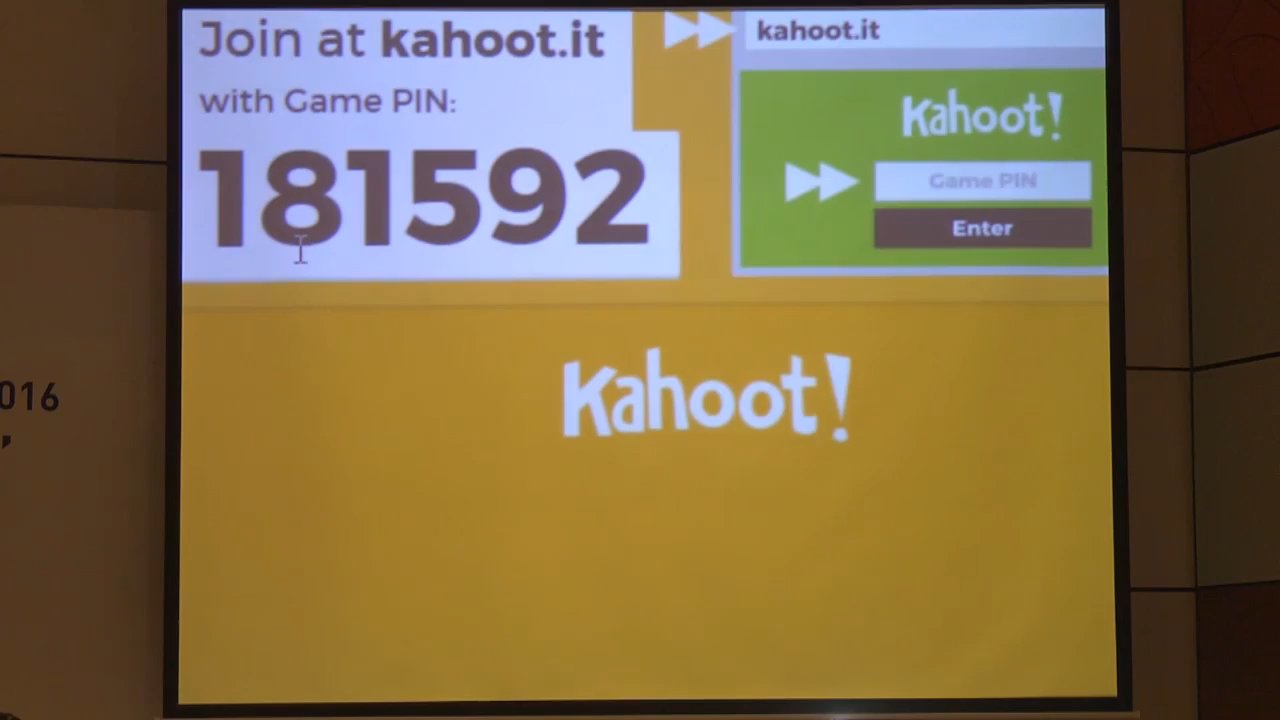 Join at kahoot.it
with Game PIN:
181592
kahoot.it
Kahoot!
Game PIN
Enter
Kahoot!
016